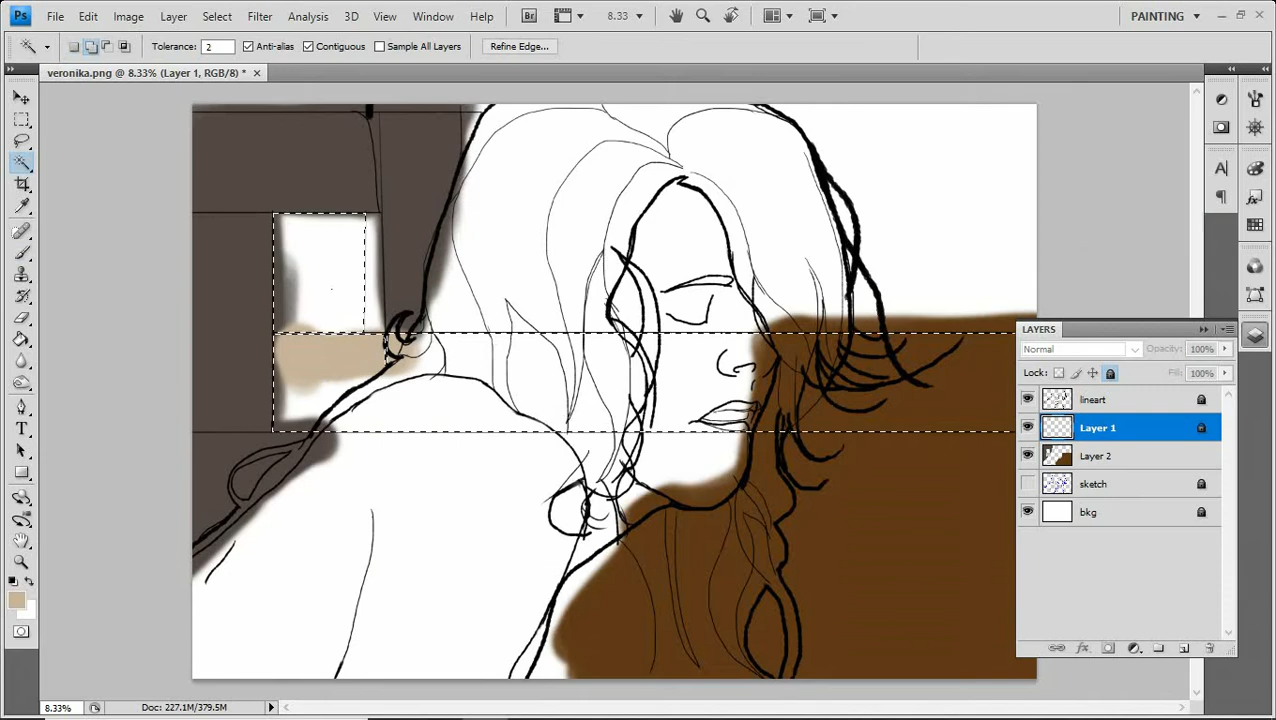 Ps File Edit Image Layer Select Filter Analysis 3D View Window Help Br 8.33 PAINTING
Tolerance: 2 Anti-alias Contiguous Sample All Layers Refine Edge...
veronika.png @ 8.33% (Layer 1, RGB/8) *
LAYERS
Normal Opacity: 100%
Lock: Fill: 100%
lineart
Layer 1
Layer 2
sketch
bkg
8.33% Doc: 227.1M/379.5M